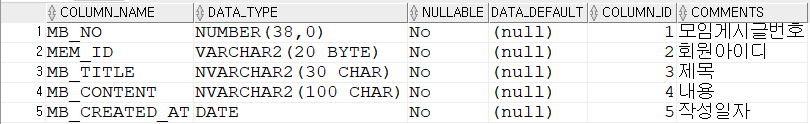 COLUMN_NAME DATA_TYPE NULLABLE DATA_DEFAULT COLUMN_ID COMMENTS
1 MB_NO NUMBER(38,0) No (null) 1 모임게시글번호
2 MEM_ID VARCHAR2(20 BYTE) No (null) 2 회원아이디
3 MB_TITLE NVARCHAR2(30 CHAR) No (null) 3 제목
4 MB_CONTENT NVARCHAR2(100 CHAR) No (null) 4 내용
5 MB_CREATED_AT DATE No (null) 5 작성일자